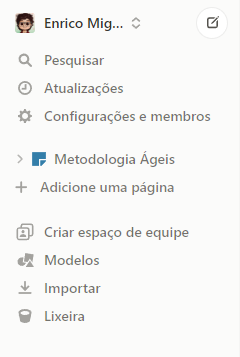 Enrico Mig...
Pesquisar
Atualizações
Configurações e membros
Metodologia Ágeis
Adicione uma página
Criar espaço de equipe
Modelos
Importar
Lixeira